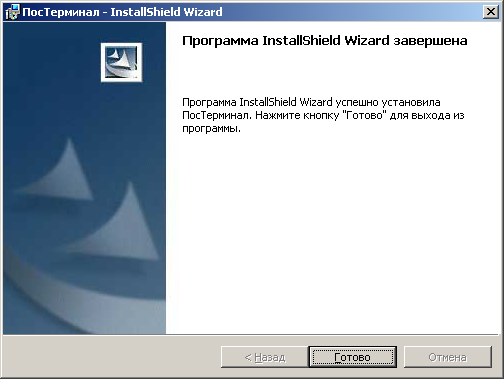 ПосТерминал - InstallShield Wizard
Программа InstallShield Wizard завершена
Программа InstallShield Wizard успешно установила
ПосТерминал. Нажмите кнопку "Готово" для выхода из
программы.
< Назад
Готово
Отмена